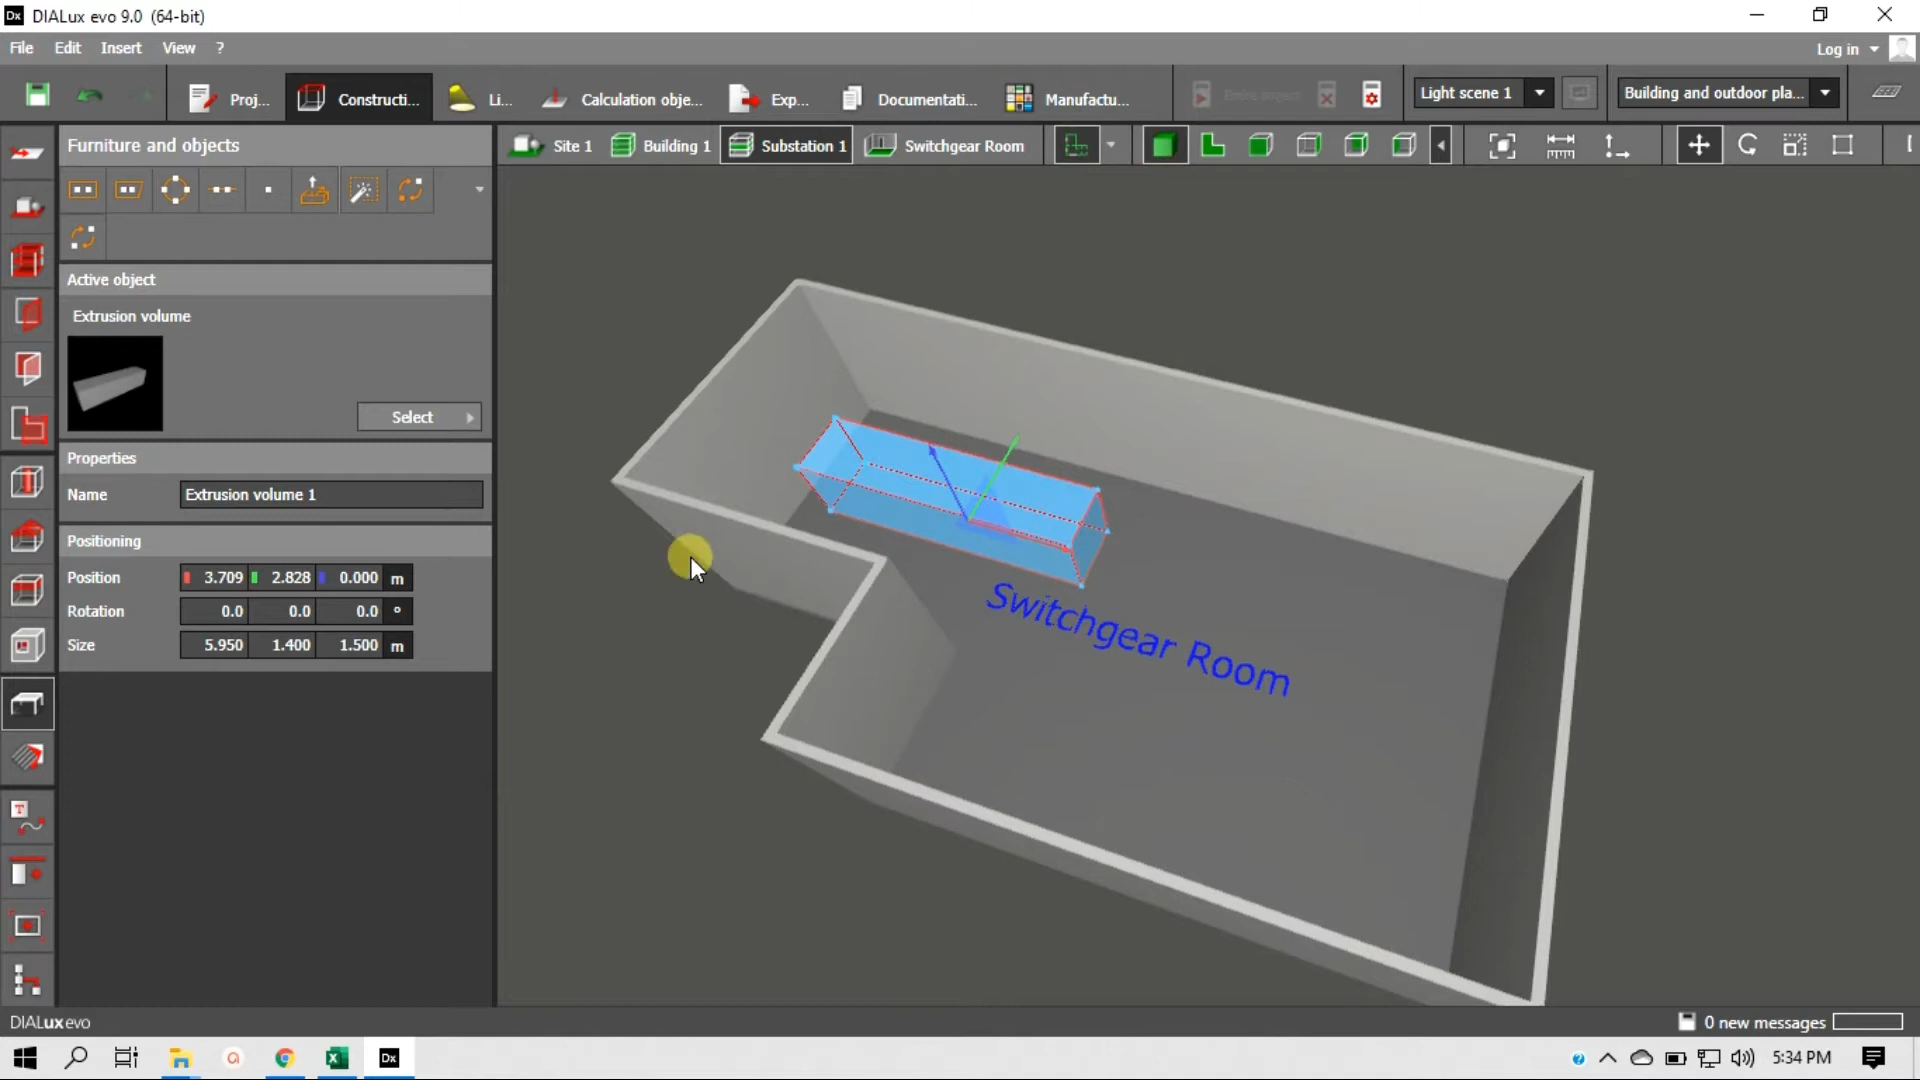 Dx DIALux evo 9.0 (64-bit)
File Edit Insert View ? Log in
Proj... Constructi... Li... Calculation obje... Exp... Documentati... Manufactu... Entire project Light scene 1 Building and outdoor pla...
Furniture and objects Site 1 Building 1 Substation 1 Switchgear Room
Active object
Extrusion volume
Select
Properties
Name Extrusion volume 1
Positioning
Position 3.709 2.828 0.000 m
Rotation 0.0 0.0 0.0 °
Size 5.950 1.400 1.500 m
Switchgear Room
DIALux evo 0 new messages
Dx 5:34 PM